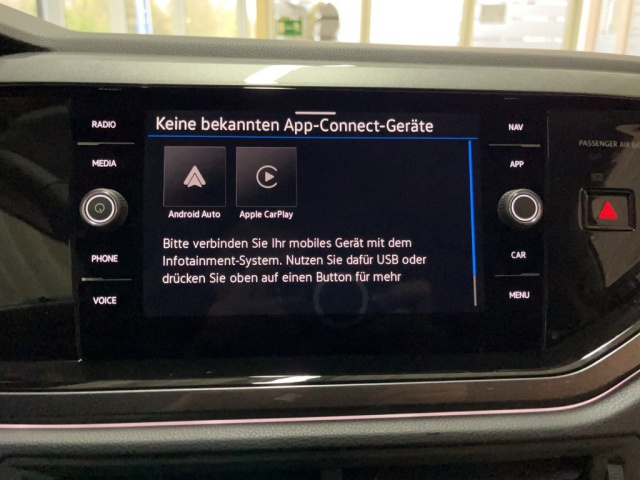 RADIO
MEDIA
PHONE
VOICE
Keine bekannten App-Connect-Geräte
Android Auto
Apple CarPlay
Bitte verbinden Sie Ihr mobiles Gerät mit dem
Infotainment-System. Nutzen Sie dafür USB oder
drücken Sie oben auf einen Button für mehr
NAV
APP
CAR
MENU
PASSENGER AIR